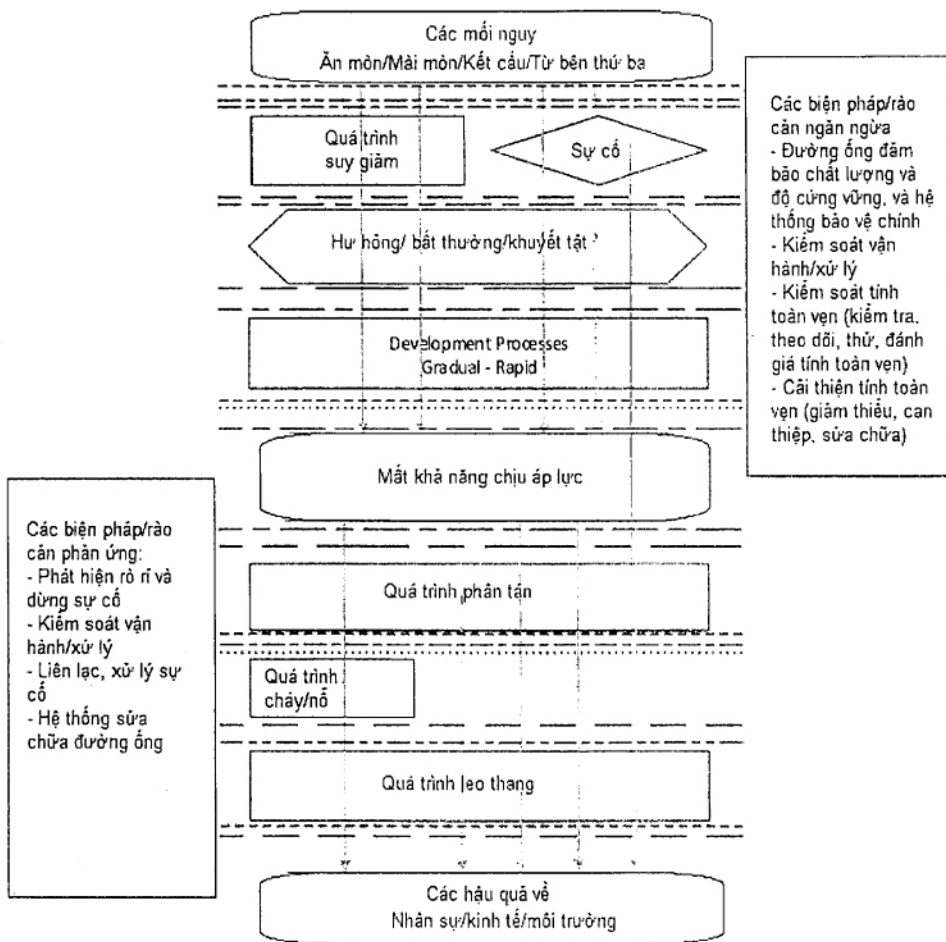 Các mối nguy
Ăn mòn/Mài mòn/Kết cấu/Từ bên thứ ba
Quá trình
suy giảm
Sự cố
Hư hỏng/ bất thường/khuyết tật
Development Processes
Gradual - Rapid
Mất khả năng chịu áp lực
Quá trình phân tán
Quá trình
cháy/nổ
Quá trình leo thang
Các hậu quả về
Nhân sự/kinh tế/môi trường
Các biện pháp/rào
cản ngăn ngừa
- Đường ống đảm
bảo chất lượng và
độ cứng vững, và hệ
thống bảo vệ chính
- Kiểm soát vận
hành/xử lý
- Kiểm soát tính
toàn vẹn (kiểm tra,
theo dõi, thử, đánh
giá tính toàn vẹn)
- Cải thiện tính toàn
vẹn (giảm thiểu, can
thiệp, sửa chữa)
Các biện pháp/rào
cản phản ứng:
- Phát hiện rò rỉ và
dừng sự cố
- Kiểm soát vận
hành/xử lý
- Liên lạc, xử lý sự
cố
- Hệ thống sửa
chữa đường ống